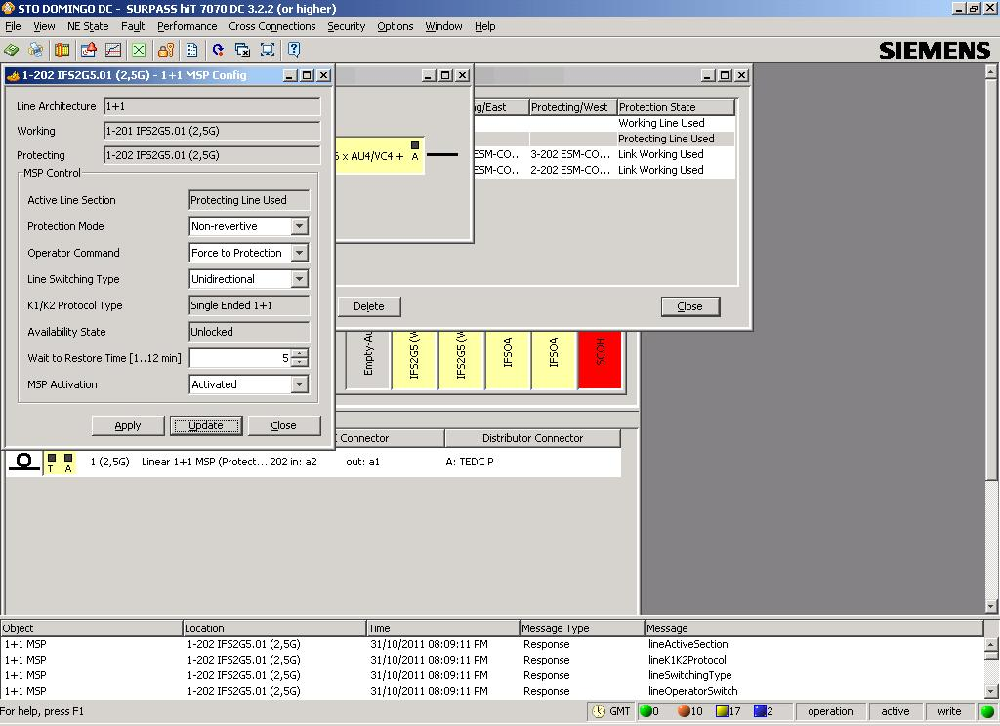 STO DOMINGO DC - SURPASS hiT 7070 DC 3.2.2 (or higher)
File View NE State Fault Performance Cross Connections Security Options Window Help
SIEMENS
1-202 IFS2G5.01 (2,5G) - 1+1 MSP Config
Line Architecture 1+1
Working 1-201 IFS2G5.01 (2,5G)
Protecting 1-202 IFS2G5.01 (2,5G)
MSP Control
Active Line Section Protecting Line Used
Protection Mode Non-revertive
Operator Command Force to Protection
Line Switching Type Unidirectional
K1/K2 Protocol Type Single Ended 1+1
Availability State Unlocked
Wait to Restore Time [1..12 min] 5
MSP Activation Activated
Apply Update Close
x AU4/VC4 + A
ng/East Protecting/West Protection State
Working Line Used
Protecting Line Used
ESM-CO... 3-202 ESM-CO... Link Working Used
ESM-CO... 2-202 ESM-CO... Link Working Used
Delete Close
Empty-Au
IFS2G5 (W
IFS2G5 (W
IFSOA
IFSOA
SCOH
Connector Distributor Connector
T A 1 (2,5G) Linear 1+1 MSP (Protect... 202 in: a2 out: a1 A: TEDC P
Object Location Time Message Type Message
1+1 MSP 1-202 IFS2G5.01 (2,5G) 31/10/2011 08:09:11 PM Response lineActiveSection
1+1 MSP 1-202 IFS2G5.01 (2,5G) 31/10/2011 08:09:11 PM Response lineK1K2Protocol
1+1 MSP 1-202 IFS2G5.01 (2,5G) 31/10/2011 08:09:11 PM Response lineSwitchingType
1+1 MSP 1-202 IFS2G5.01 (2,5G) 31/10/2011 08:09:11 PM Response lineOperatorSwitch
For help, press F1 GMT 0 10 17 2 operation active write